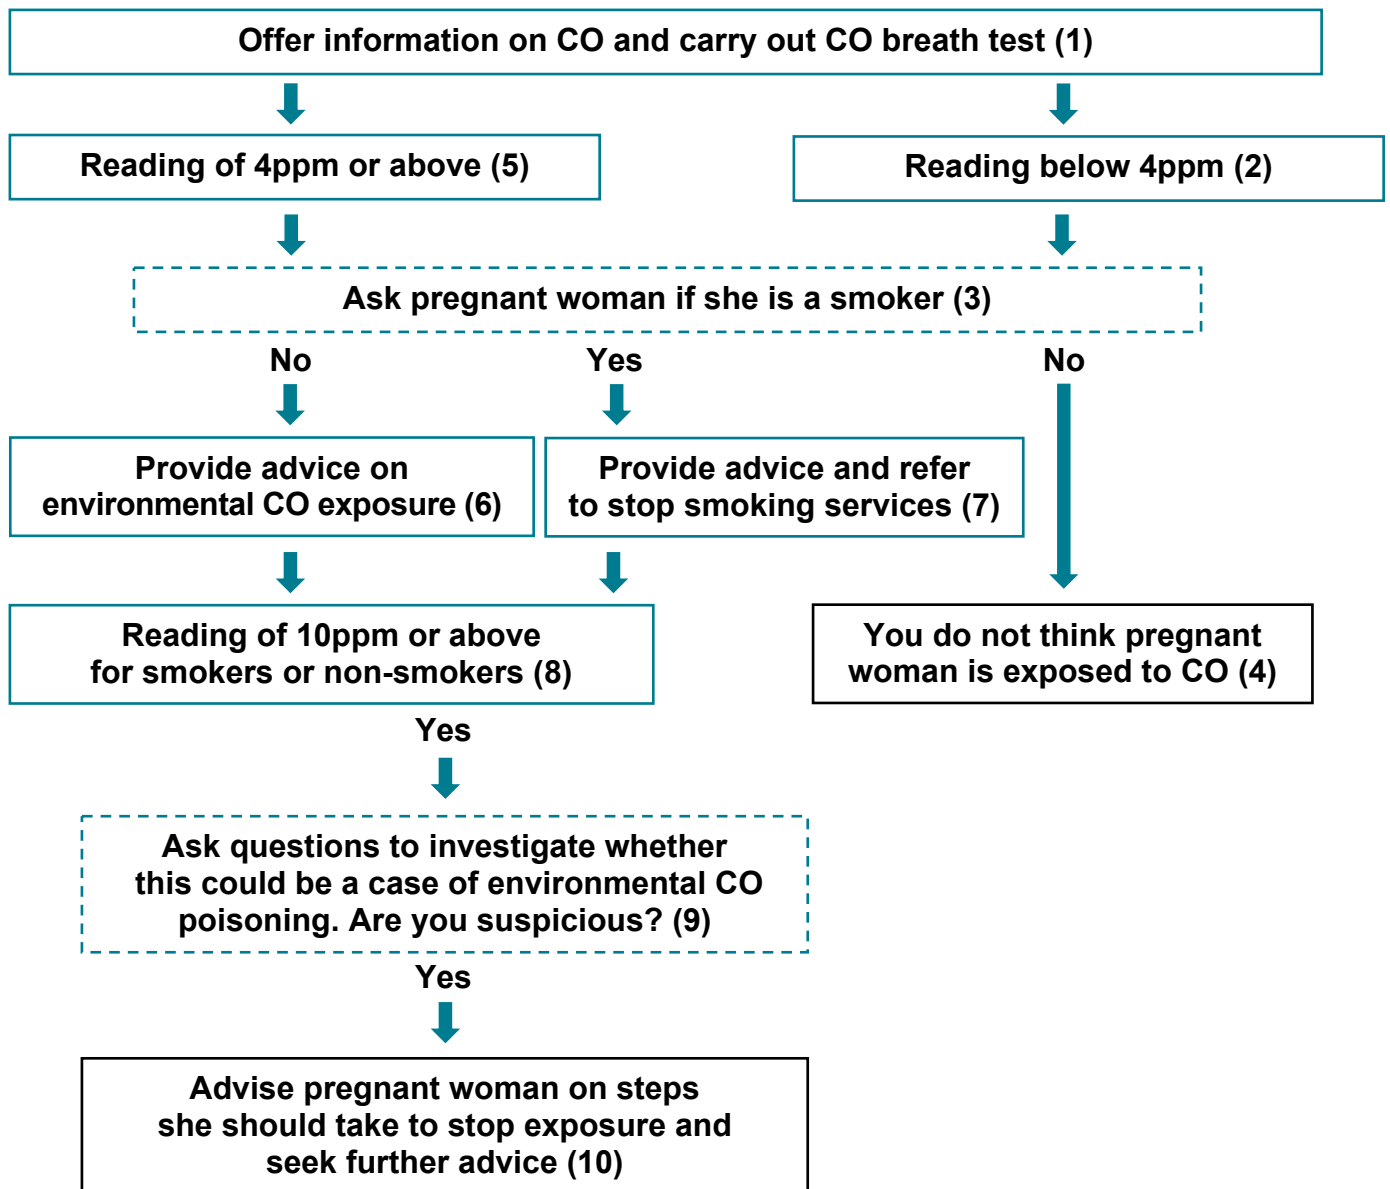 Offer information on CO and carry out CO breath test (1)
Reading of 4ppm or above (5)
Reading below 4ppm (2)
Ask pregnant woman if she is a smoker (3)
No
Yes
No
Provide advice on
environmental CO exposure (6)
Provide advice and refer
to stop smoking services (7)
Reading of 10ppm or above
for smokers or non-smokers (8)
You do not think pregnant
woman is exposed to CO (4)
Yes
Ask questions to investigate whether
this could be a case of environmental CO
poisoning. Are you suspicious? (9)
Yes
Advise pregnant woman on steps
she should take to stop exposure and
seek further advice (10)